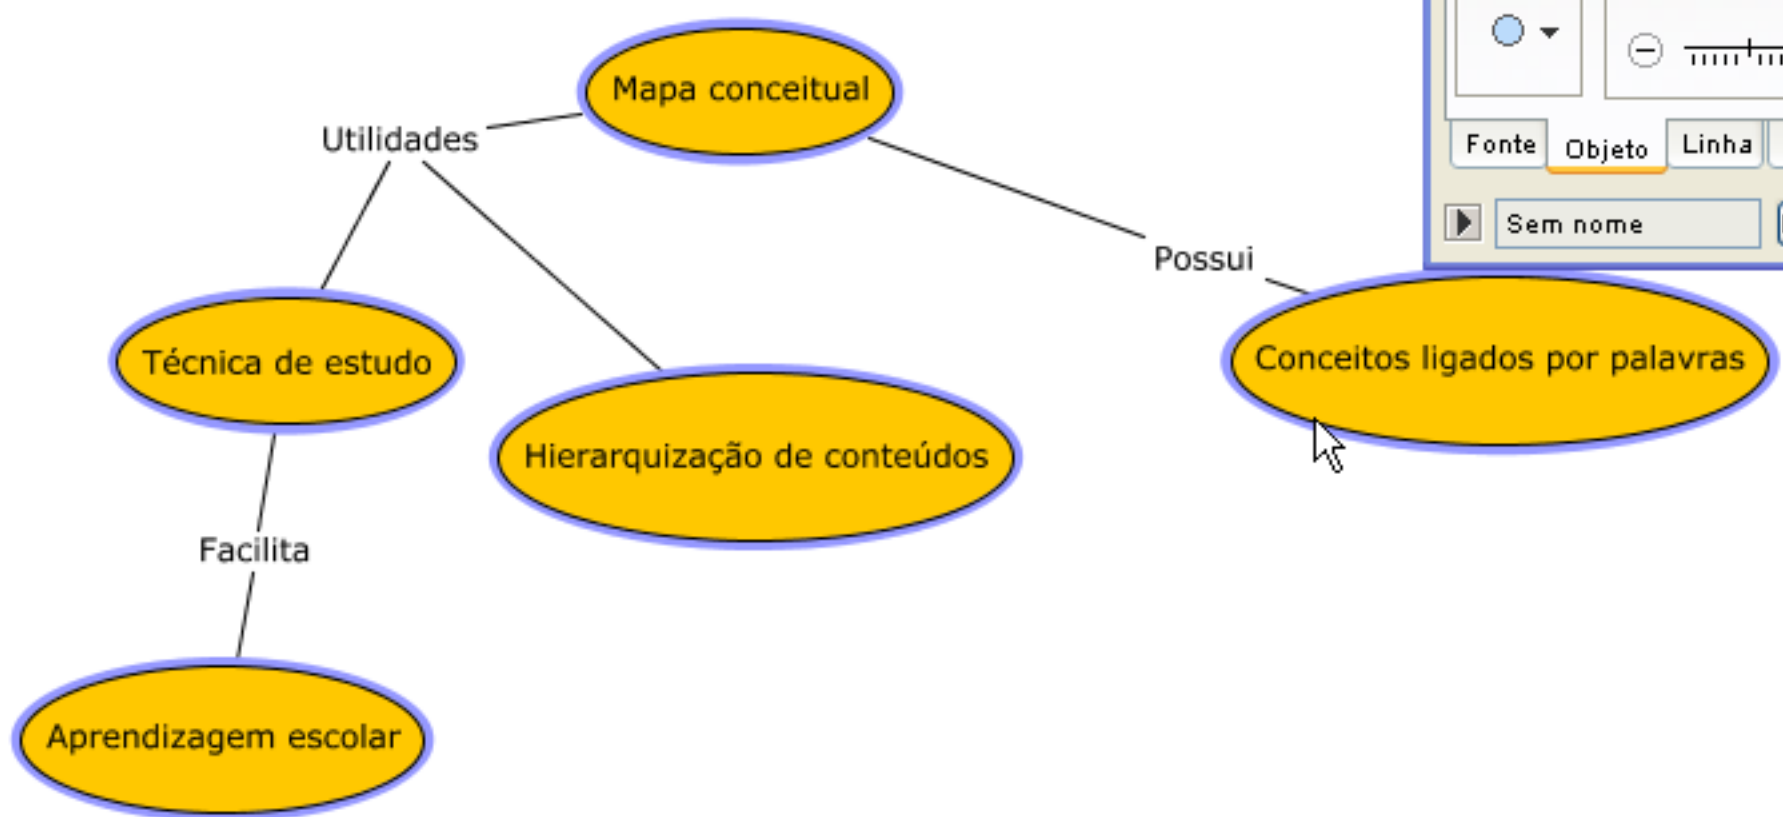 Mapa conceitual
Utilidades
Possui
Técnica de estudo
Hierarquização de conteúdos
Conceitos ligados por palavras
Facilita
Aprendizagem escolar
Fonte Objeto Linha
Sem nome